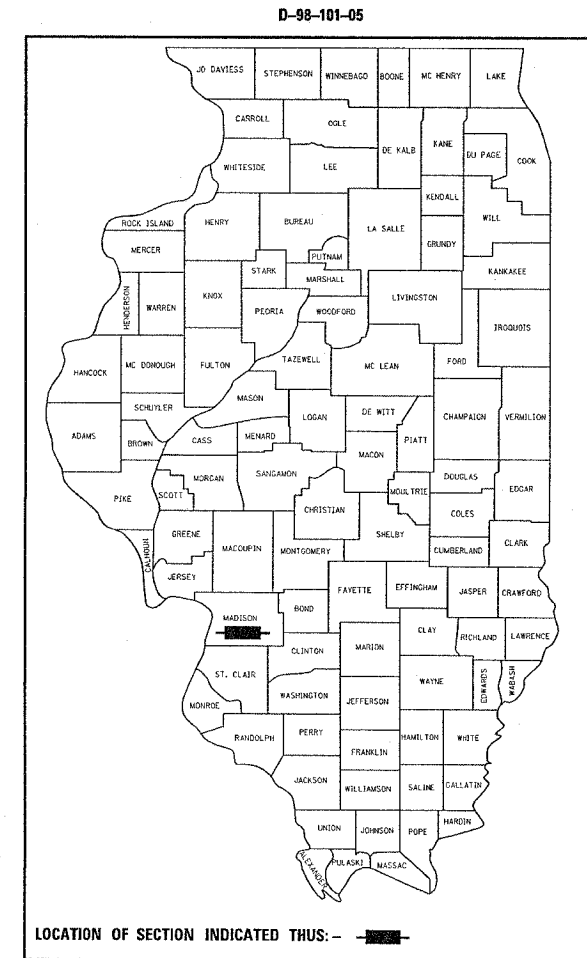 D-98-101-05
JO DAVIESS STEPHENSON WINNEBAGO BOONE MC HENRY LAKE
CARROLL OGLE
DE KALB KANE DU PAGE COOK
WHITESIDE LEE
KENDALL WILL
ROCK ISLAND HENRY BUREAU LA SALLE GRUNDY
MERCER PUTNAM KANKAKEE
STARK MARSHALL
HENDERSON WARREN KNOX PEORIA WOODFORD LIVINGSTON IROQUOIS
HANCOCK MC DONOUGH FULTON TAZEWELL MC LEAN FORD
MASON
SCHUYLER LOGAN DE WITT CHAMPAIGN VERMILION
ADAMS BROWN CASS MENARD PIATT
MACON
PIKE SCOTT MORGAN SANGAMON MOULTRIE DOUGLAS EDGAR
CHRISTIAN COLES
CALHOUN GREENE MACOUPIN MONTGOMERY SHELBY CUMBERLAND CLARK
JERSEY FAYETTE EFFINGHAM JASPER CRAWFORD
MADISON BOND
CLINTON MARION CLAY RICHLAND LAWRENCE
ST. CLAIR WAYNE EDWARDS WABASH
MONROE WASHINGTON JEFFERSON
RANDOLPH PERRY HAMILTON WHITE
FRANKLIN
JACKSON WILLIAMSON SALINE GALLATIN
UNION JOHNSON POPE HARDIN
ALEXANDER PULASKI MASSAC
LOCATION OF SECTION INDICATED THUS: -